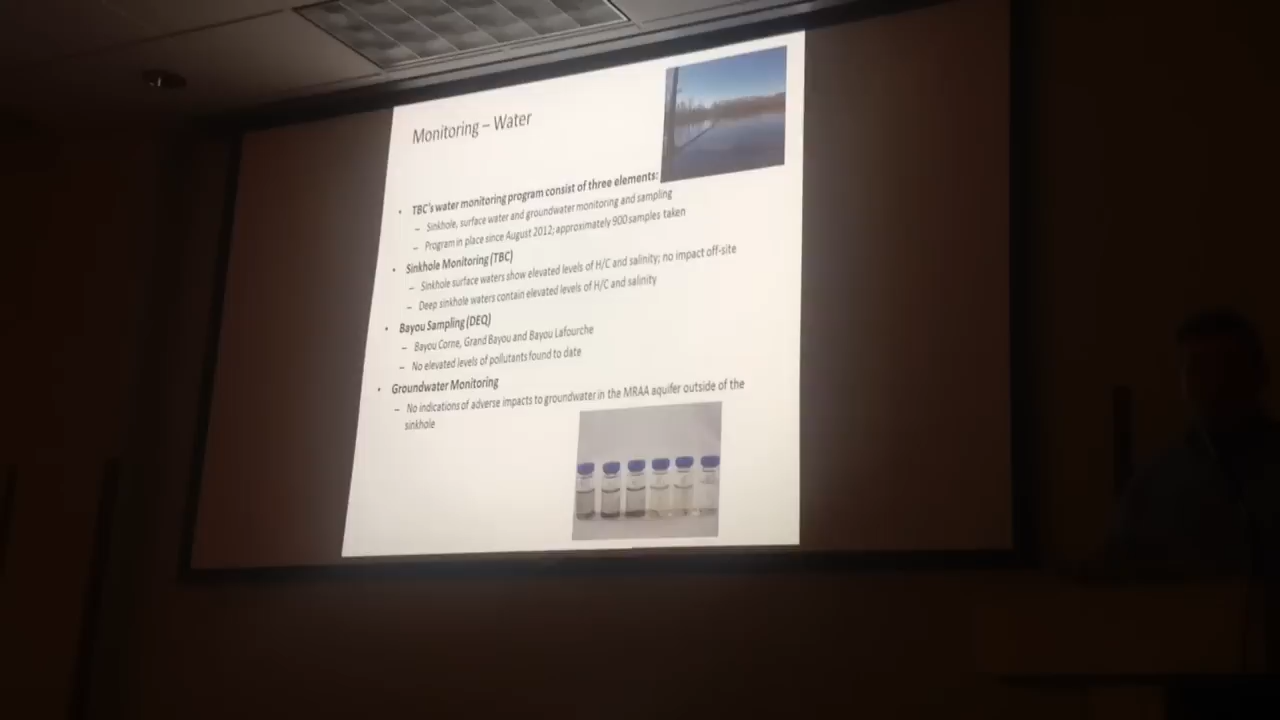 Monitoring – Water
• TBC's water monitoring program consist of three elements:
– Sinkhole, surface water and groundwater monitoring and sampling
– Program in place since August 2012; approximately 900 samples taken
• Sinkhole Monitoring (TBC)
– Sinkhole surface waters show elevated levels of H/C and salinity; no impact off-site
– Deep sinkhole waters contain elevated levels of H/C and salinity
• Bayou Sampling (DEQ)
– Bayou Corne, Grand Bayou and Bayou Lafourche
– No elevated levels of pollutants found to date
• Groundwater Monitoring
– No indications of adverse impacts to groundwater in the MRAA aquifer outside of the
sinkhole